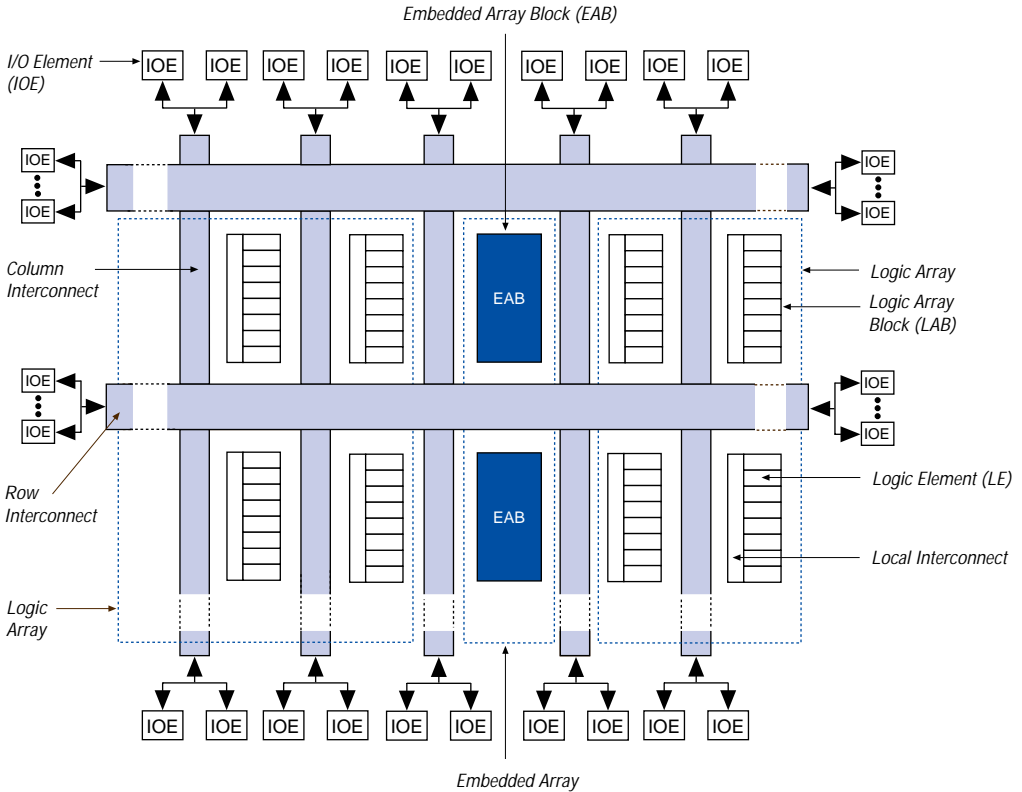 Embedded Array Block (EAB)
I/O Element
(IOE)
IOE IOE IOE IOE IOE IOE IOE IOE IOE IOE
IOE
IOE
IOE
IOE
Column
Interconnect
EAB
Logic Array
Logic Array
Block (LAB)
IOE
IOE
IOE
IOE
Row
Interconnect
EAB
Logic Element (LE)
Local Interconnect
Logic
Array
IOE IOE IOE IOE IOE IOE IOE IOE IOE IOE
Embedded Array